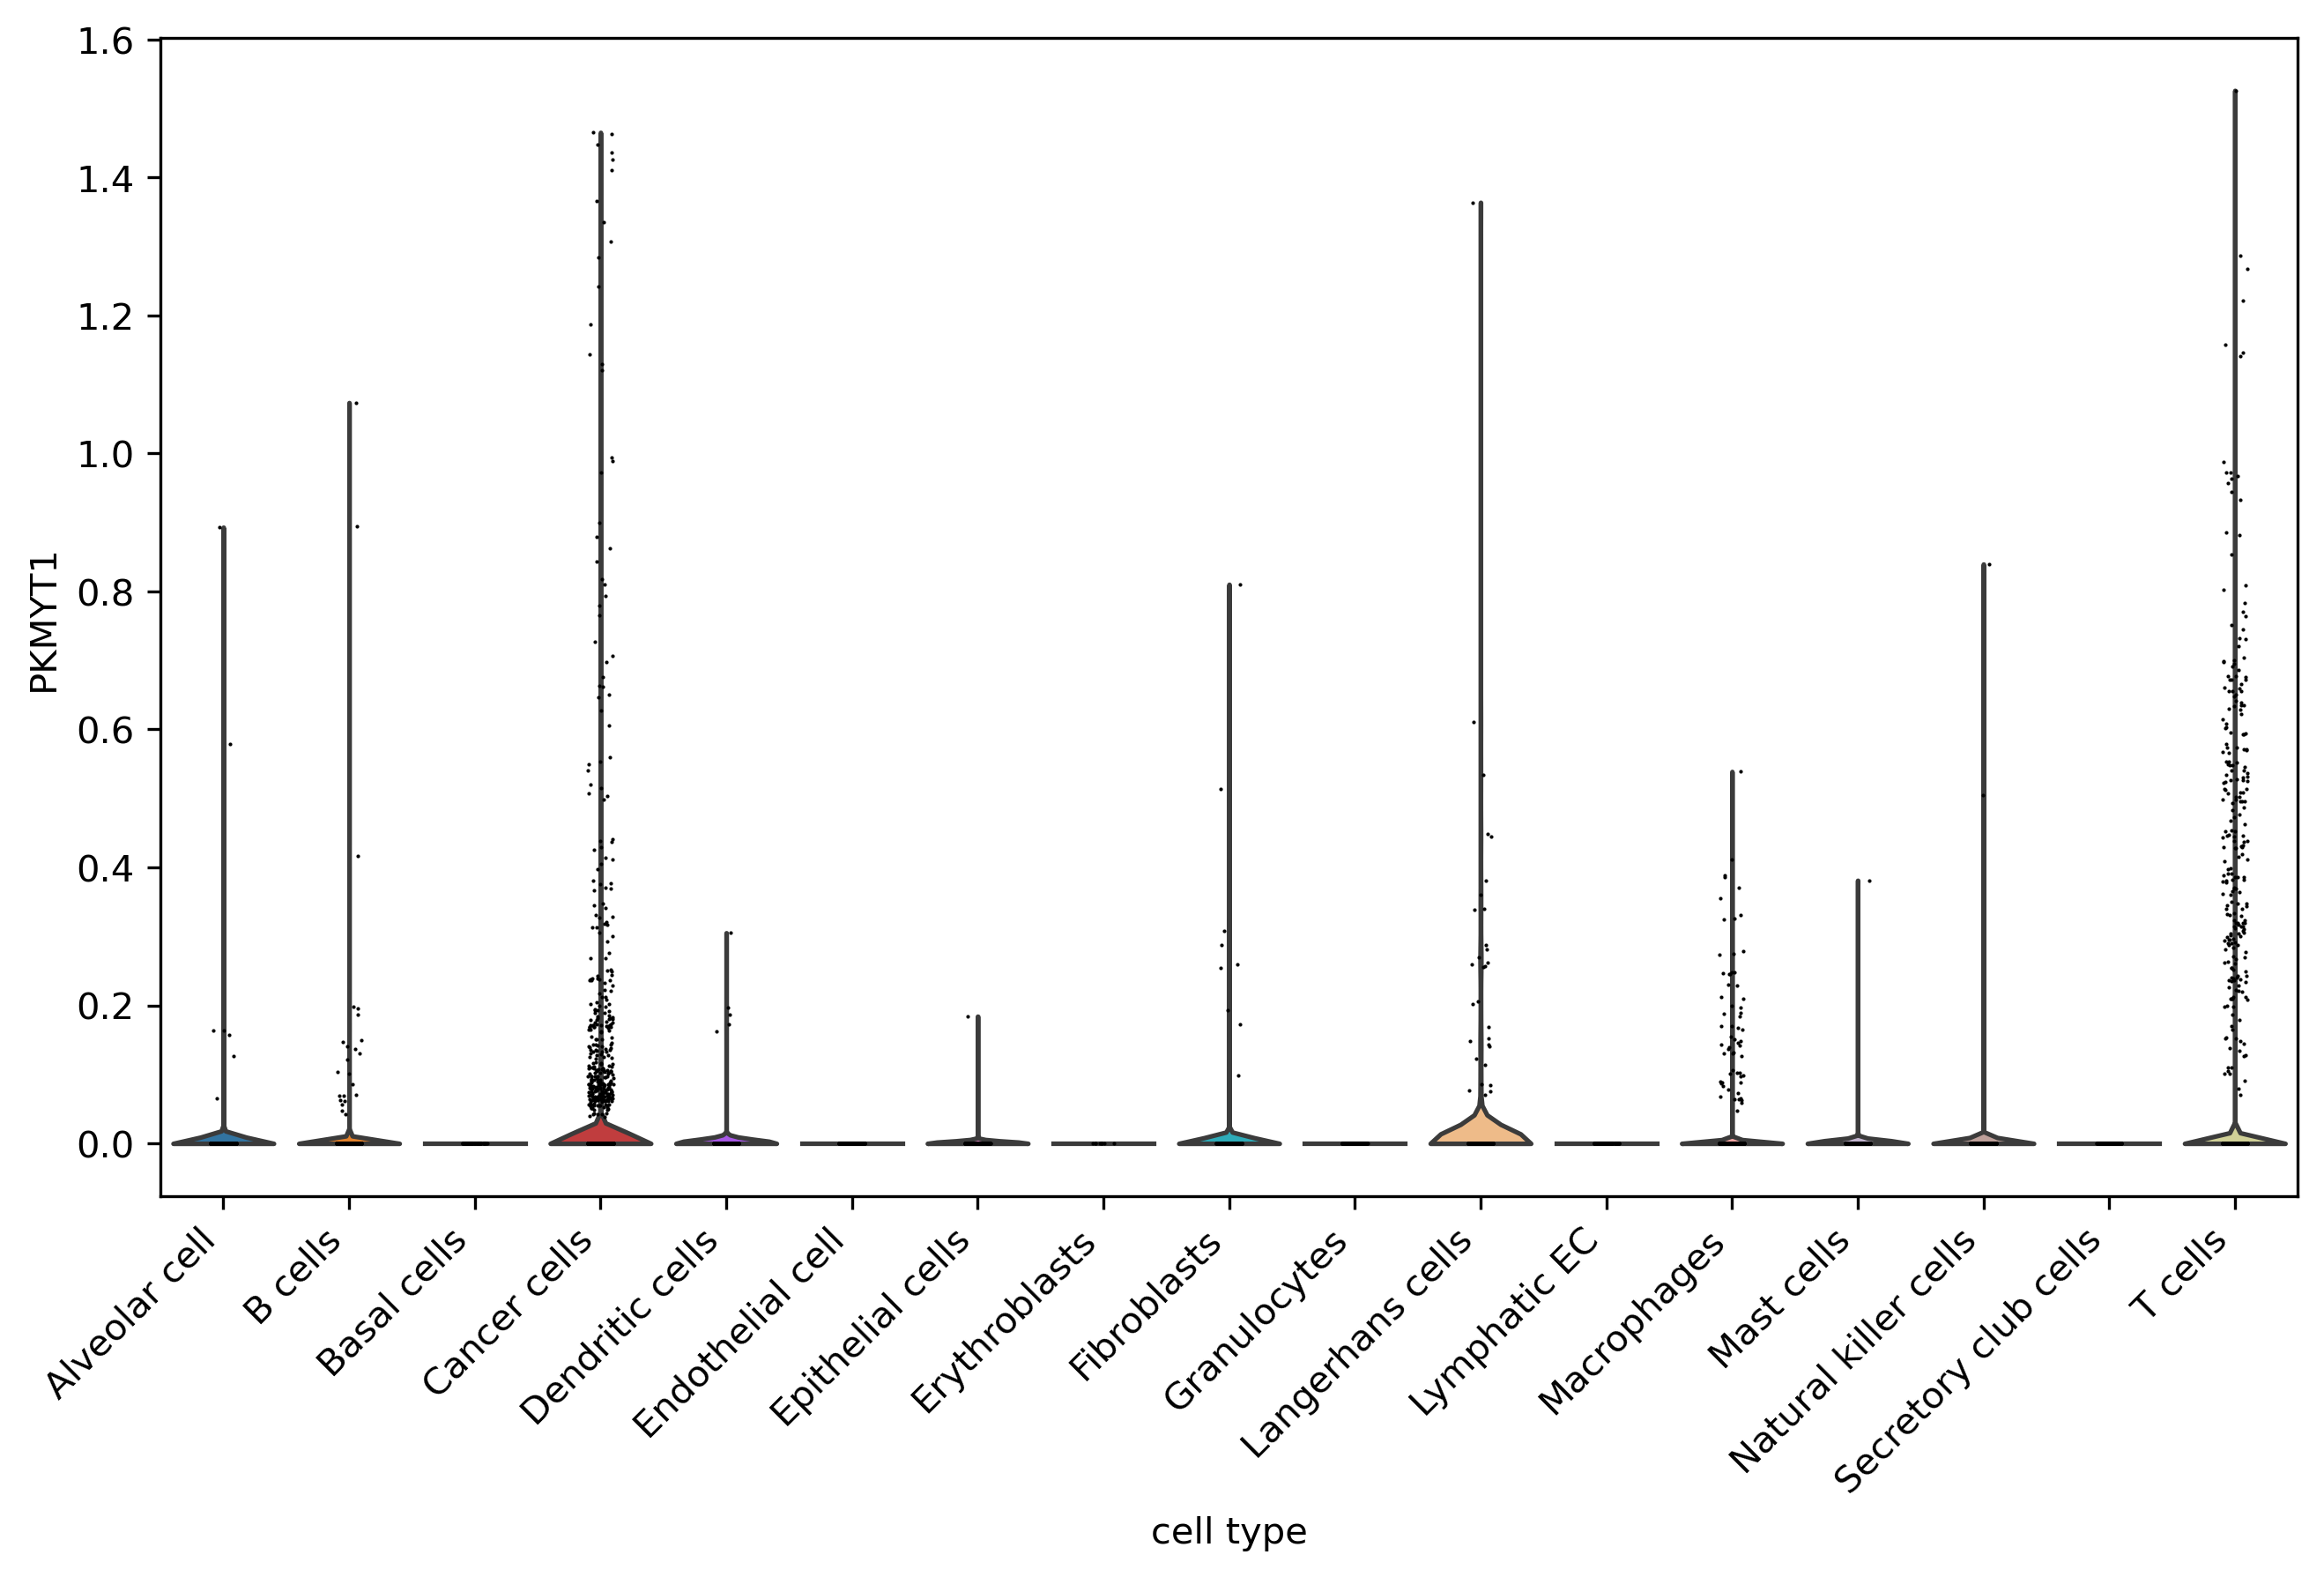 1.6
1.4
1.2
1.0
0.8
0.6
0.4
0.2
0.0
PKMYT1
Alveolar cell
B cells
Basal cells
Cancer cells
Dendritic cells
Endothelial cell
Epithelial cells
Erythroblasts
Fibroblasts
Granulocytes
Langerhans cells
Lymphatic EC
Macrophages
Mast cells
Natural killer cells
Secretory club cells
T cells
cell type